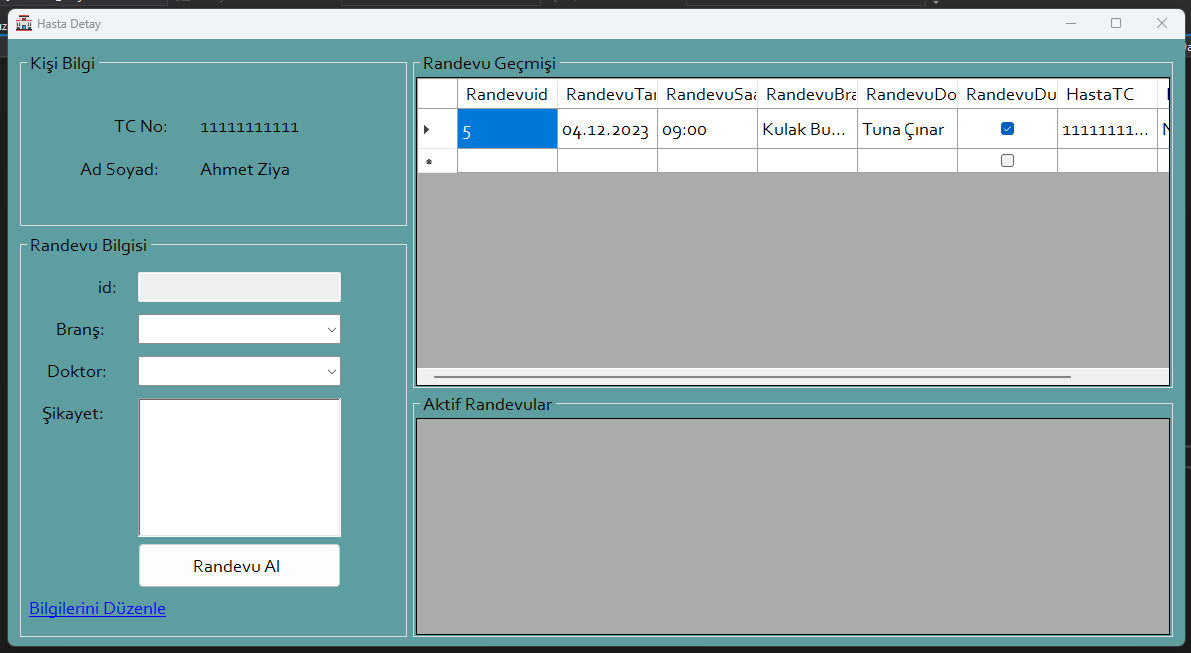 Hasta Detay
Kişi Bilgi
TC No: 11111111111
Ad Soyad: Ahmet Ziya
Randevu Bilgisi
id:
Branş:
Doktor:
Şikayet:
Randevu Al
Bilgilerini Düzenle
Randevu Geçmişi
Randevuid RandevuTar RandevuSaa RandevuBra RandevuDo RandevuDu HastaTC
5 04.12.2023 09:00 Kulak Bu... Tuna Çınar 11111111...
Aktif Randevular